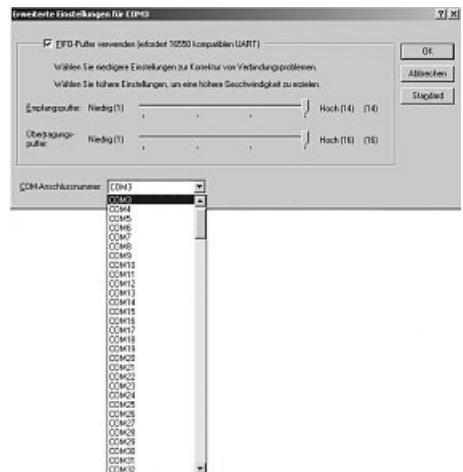 Erweiterte Einstellungen für COM3
FIFO-Puffer verwenden (erfordert 16550 kompatiblen UART)
OK
Wählen Sie niedrigere Einstellungen zur Korrektur von Verbindungsproblemen.
Abbrechen
Wählen Sie höhere Einstellungen, um eine höhere Geschwindigkeit zu erzielen.
Standard
Empfangspuffer: Niedrig (1) Hoch (14) (14)
Übertragungs-
puffer: Niedrig (1) Hoch (16) (16)
COM-Anschlussnummer: COM3
COM3
COM4
COM5
COM6
COM7
COM8
COM9
COM10
COM11
COM12
COM13
COM14
COM15
COM16
COM17
COM18
COM19
COM20
COM21
COM22
COM23
COM24
COM25
COM26
COM27
COM28
COM29
COM30
COM31
COM32